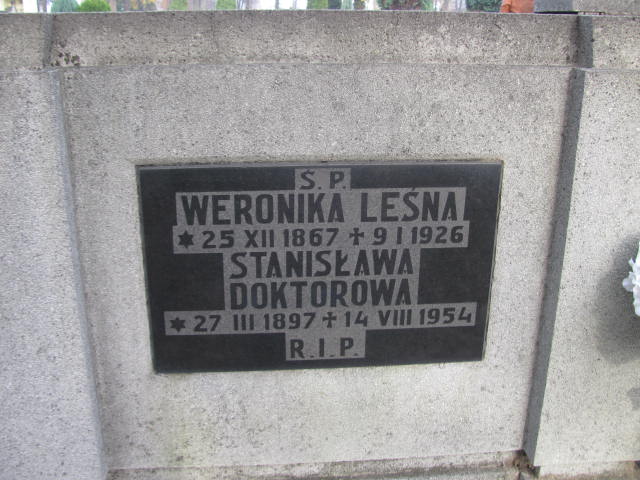 Ś. P.
WERONIKA LEŚNA
✶ 25 XII 1867 ✝ 9 I 1926
STANISŁAWA
DOKTOROWA
✶ 27 III 1897 ✝ 14 VIII 1954
R.I.P.